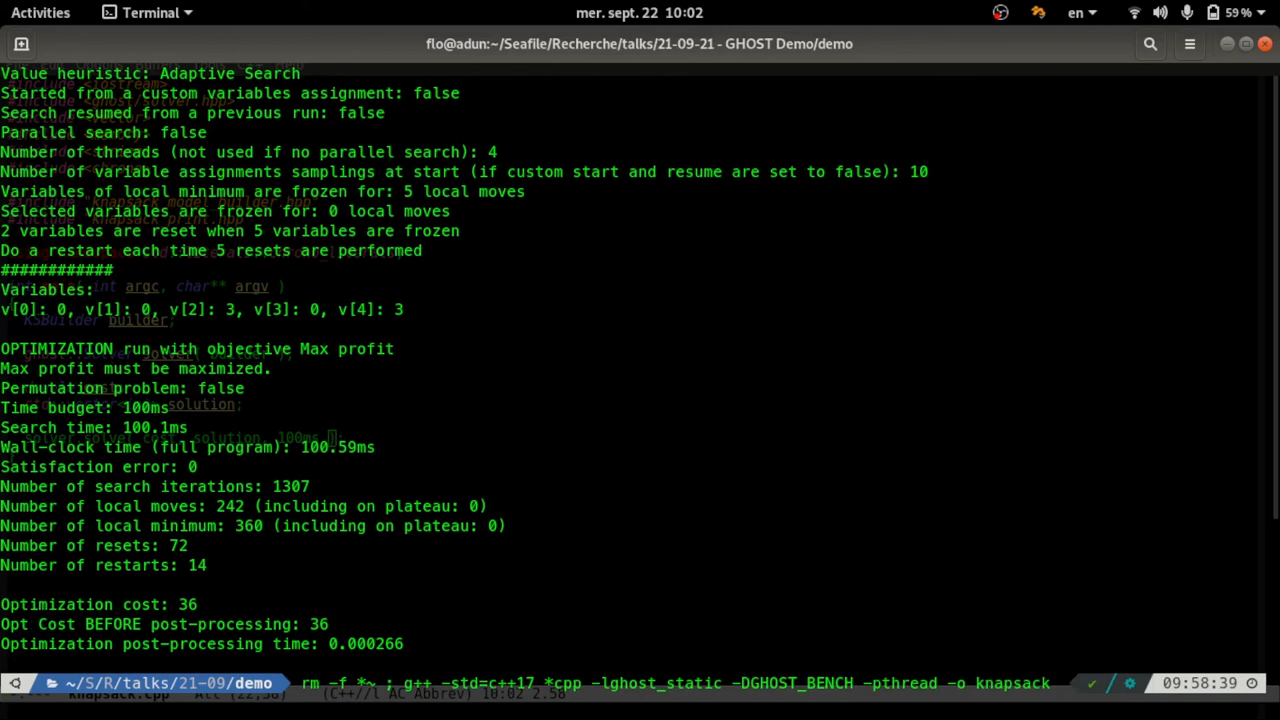 Activities Terminal mer. sept. 22 10:02 en 59 %
flo@adun:~/Seafile/Recherche/talks/21-09-21 - GHOST Demo/demo
Value heuristic: Adaptive Search
Started from a custom variables assignment: false
Search resumed from a previous run: false
Parallel search: false
Number of threads (not used if no parallel search): 4
Number of variable assignments samplings at start (if custom start and resume are set to false): 10
Variables of local minimum are frozen for: 5 local moves
Selected variables are frozen for: 0 local moves
2 variables are reset when 5 variables are frozen
Do a restart each time 5 resets are performed
############
Variables:
v[0]: 0, v[1]: 0, v[2]: 3, v[3]: 0, v[4]: 3
OPTIMIZATION run with objective Max profit
Max profit must be maximized.
Permutation problem: false
Time budget: 100ms
Search time: 100.1ms
Wall-clock time (full program): 100.59ms
Satisfaction error: 0
Number of search iterations: 1307
Number of local moves: 242 (including on plateau: 0)
Number of local minimum: 360 (including on plateau: 0)
Number of resets: 72
Number of restarts: 14
Optimization cost: 36
Opt Cost BEFORE post-processing: 36
Optimization post-processing time: 0.000266
~/S/R/talks/21-09/demo rm -f *~ ; g++ -std=c++17 *cpp -lghost_static -DGHOST_BENCH -pthread -o knapsack ✔ 09:58:39